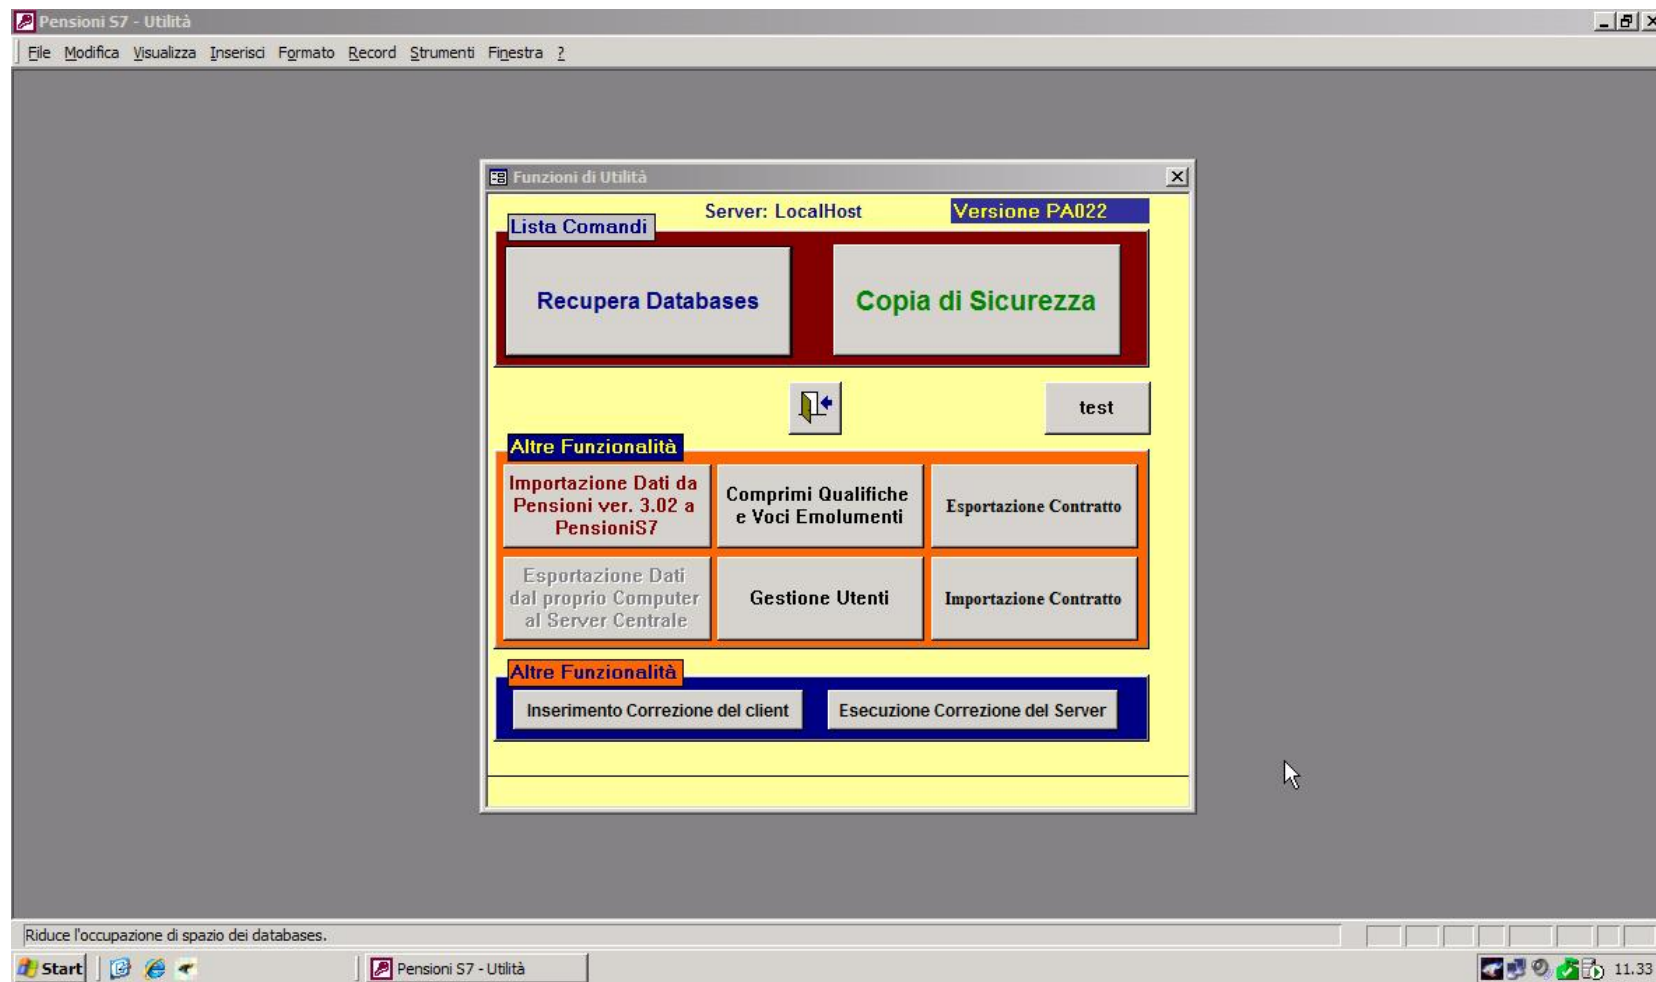 Pensioni S7 - Utilità
File Modifica Visualizza Inserisci Formato Record Strumenti Finestra ?
Funzioni di Utilità
Server: LocalHost
Versione PA022
Lista Comandi
Recupera Databases
Copia di Sicurezza
test
Altre Funzionalità
Importazione Dati da
Pensioni ver. 3.02 a
PensioniS7
Comprimi Qualifiche
e Voci Emolumenti
Esportazione Contratto
Esportazione Dati
dal proprio Computer
al Server Centrale
Gestione Utenti
Importazione Contratto
Altre Funzionalità
Inserimento Correzione del client
Esecuzione Correzione del Server
Riduce l'occupazione di spazio dei databases.
Start
Pensioni S7 - Utilità
11.33